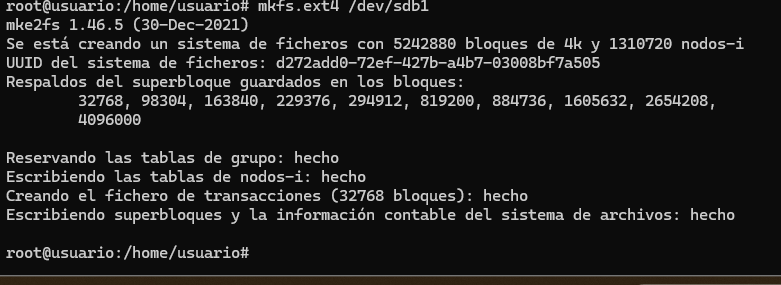 root@usuario:/home/usuario# mkfs.ext4 /dev/sdb1
mke2fs 1.46.5 (30-Dec-2021)
Se está creando un sistema de ficheros con 5242880 bloques de 4k y 1310720 nodos-i
UUID del sistema de ficheros: d272add0-72ef-427b-a4b7-03008bf7a505
Respaldos del superbloque guardados en los bloques:
        32768, 98304, 163840, 229376, 294912, 819200, 884736, 1605632, 2654208,
        4096000

Reservando las tablas de grupo: hecho
Escribiendo las tablas de nodos-i: hecho
Creando el fichero de transacciones (32768 bloques): hecho
Escribiendo superbloques y la información contable del sistema de archivos: hecho

root@usuario:/home/usuario#